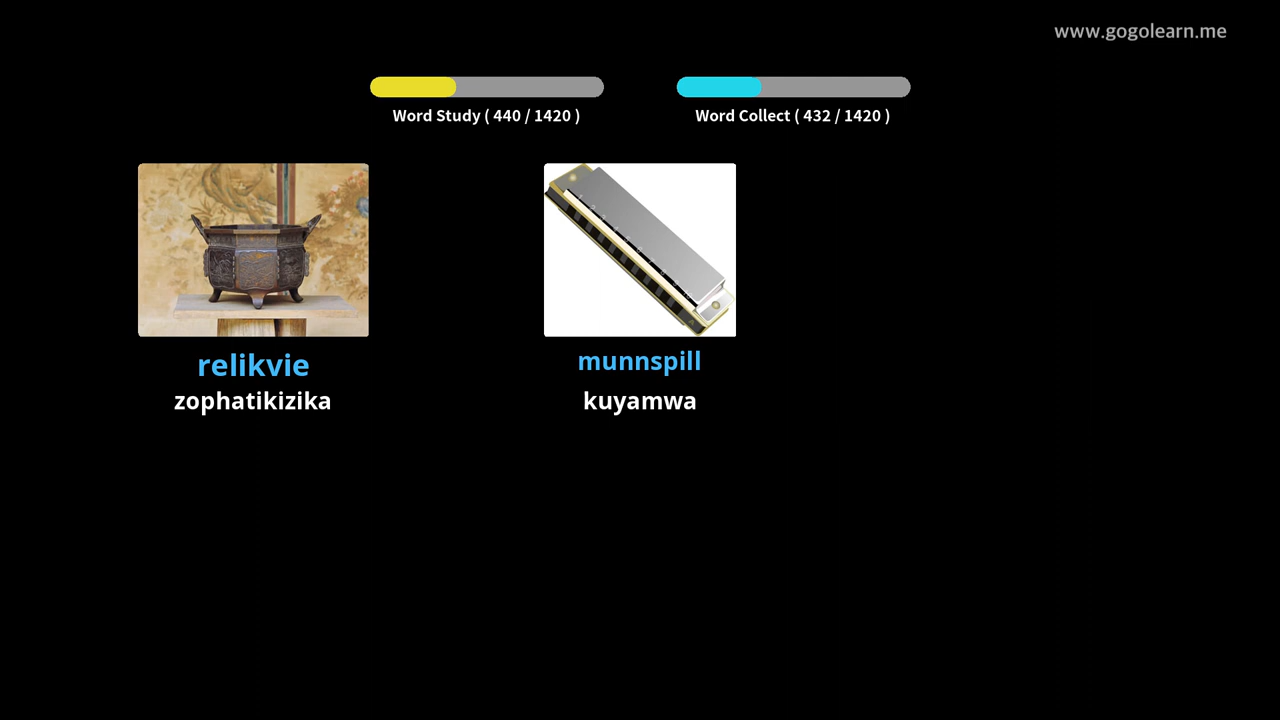 www.gogolearn.me
Word Study ( 440 / 1420 )
Word Collect ( 432 / 1420 )
relikvie
zophatikizika
munnspill
kuyamwa